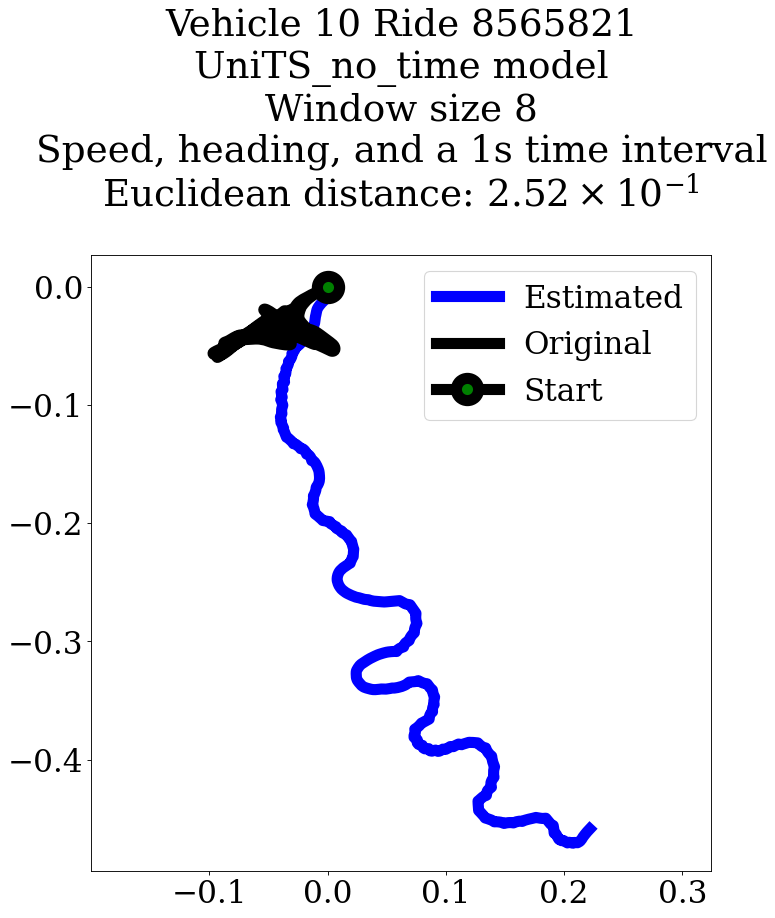 Vehicle 10 Ride 8565821
UniTS_no_time model
Window size 8
Speed, heading, and a 1s time interval
Euclidean distance: 2.52 × 10⁻¹
Estimated
Original
Start
0.0
−0.1
−0.2
−0.3
−0.4
−0.1 0.0 0.1 0.2 0.3